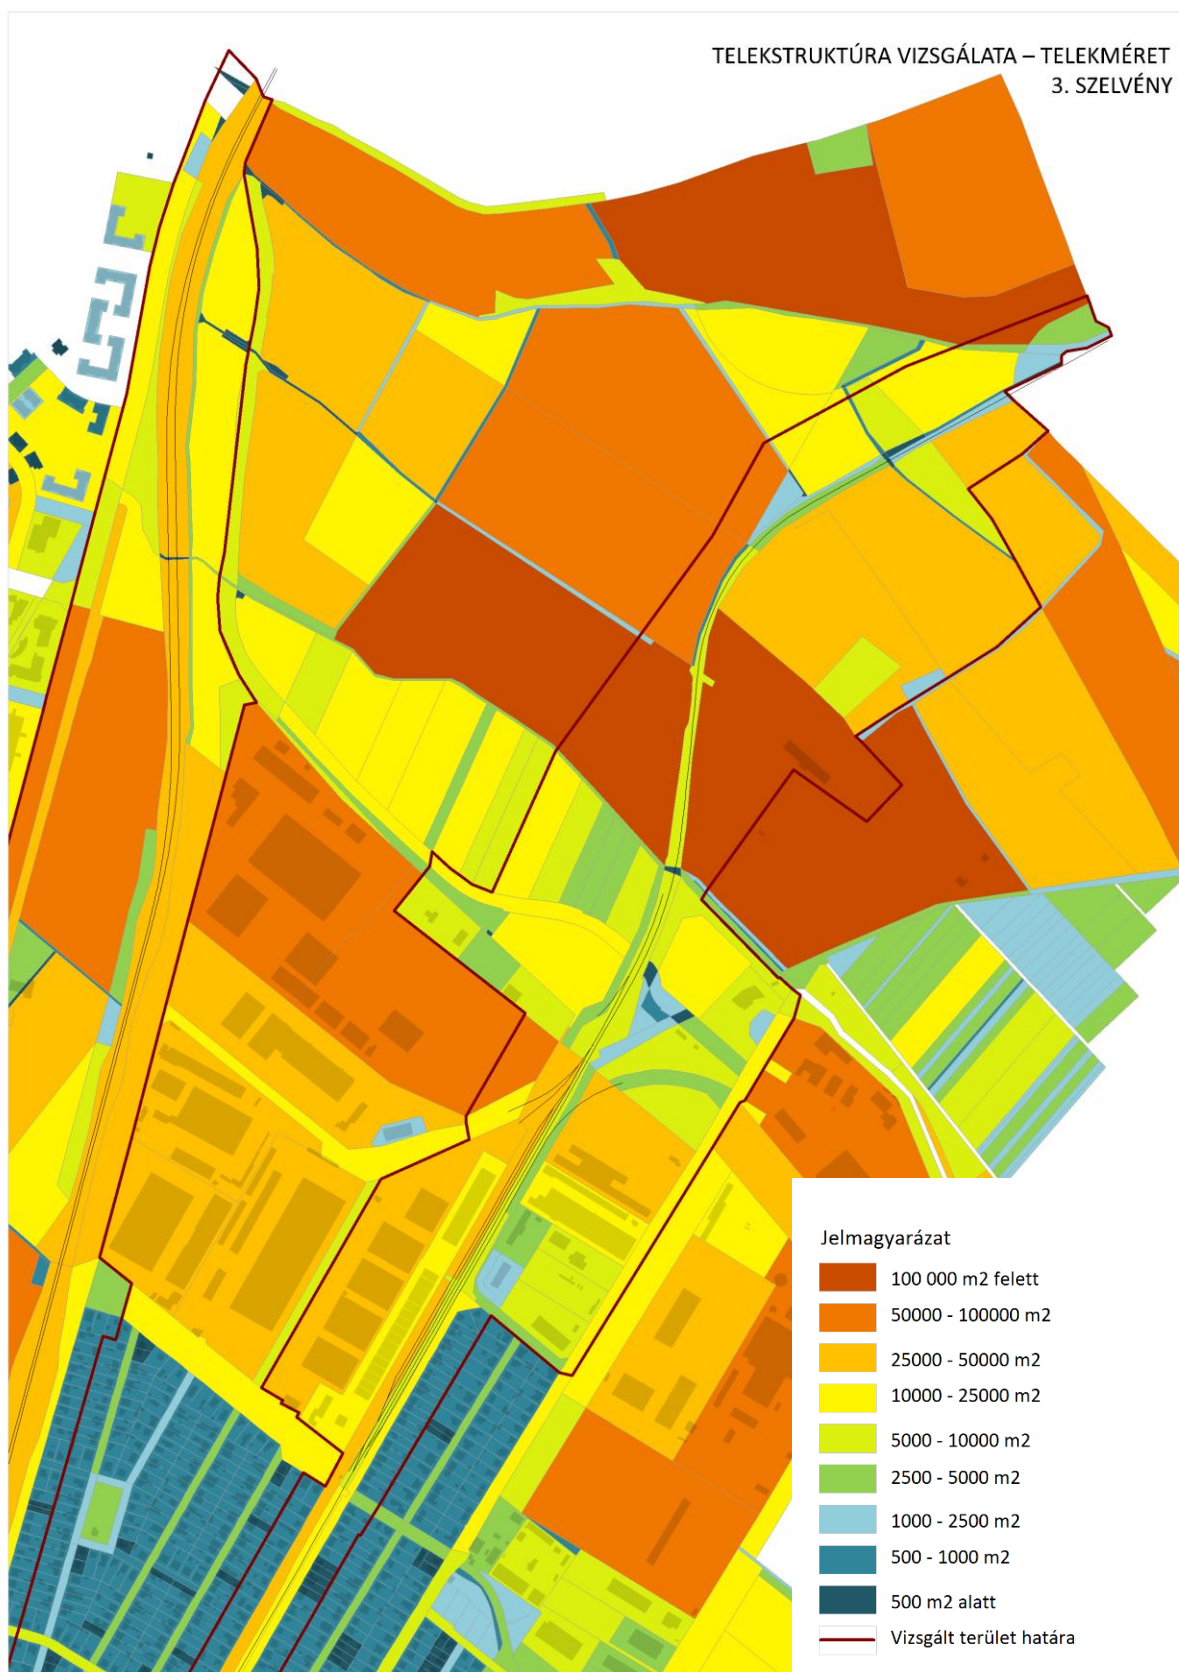 TELEKSTRUKTÚRA VIZSGÁLATA – TELEKMÉRET
3. SZELVÉNY
Jelmagyarázat
100 000 m2 felett
50000 - 100000 m2
25000 - 50000 m2
10000 - 25000 m2
5000 - 10000 m2
2500 - 5000 m2
1000 - 2500 m2
500 - 1000 m2
500 m2 alatt
Vizsgált terület határa